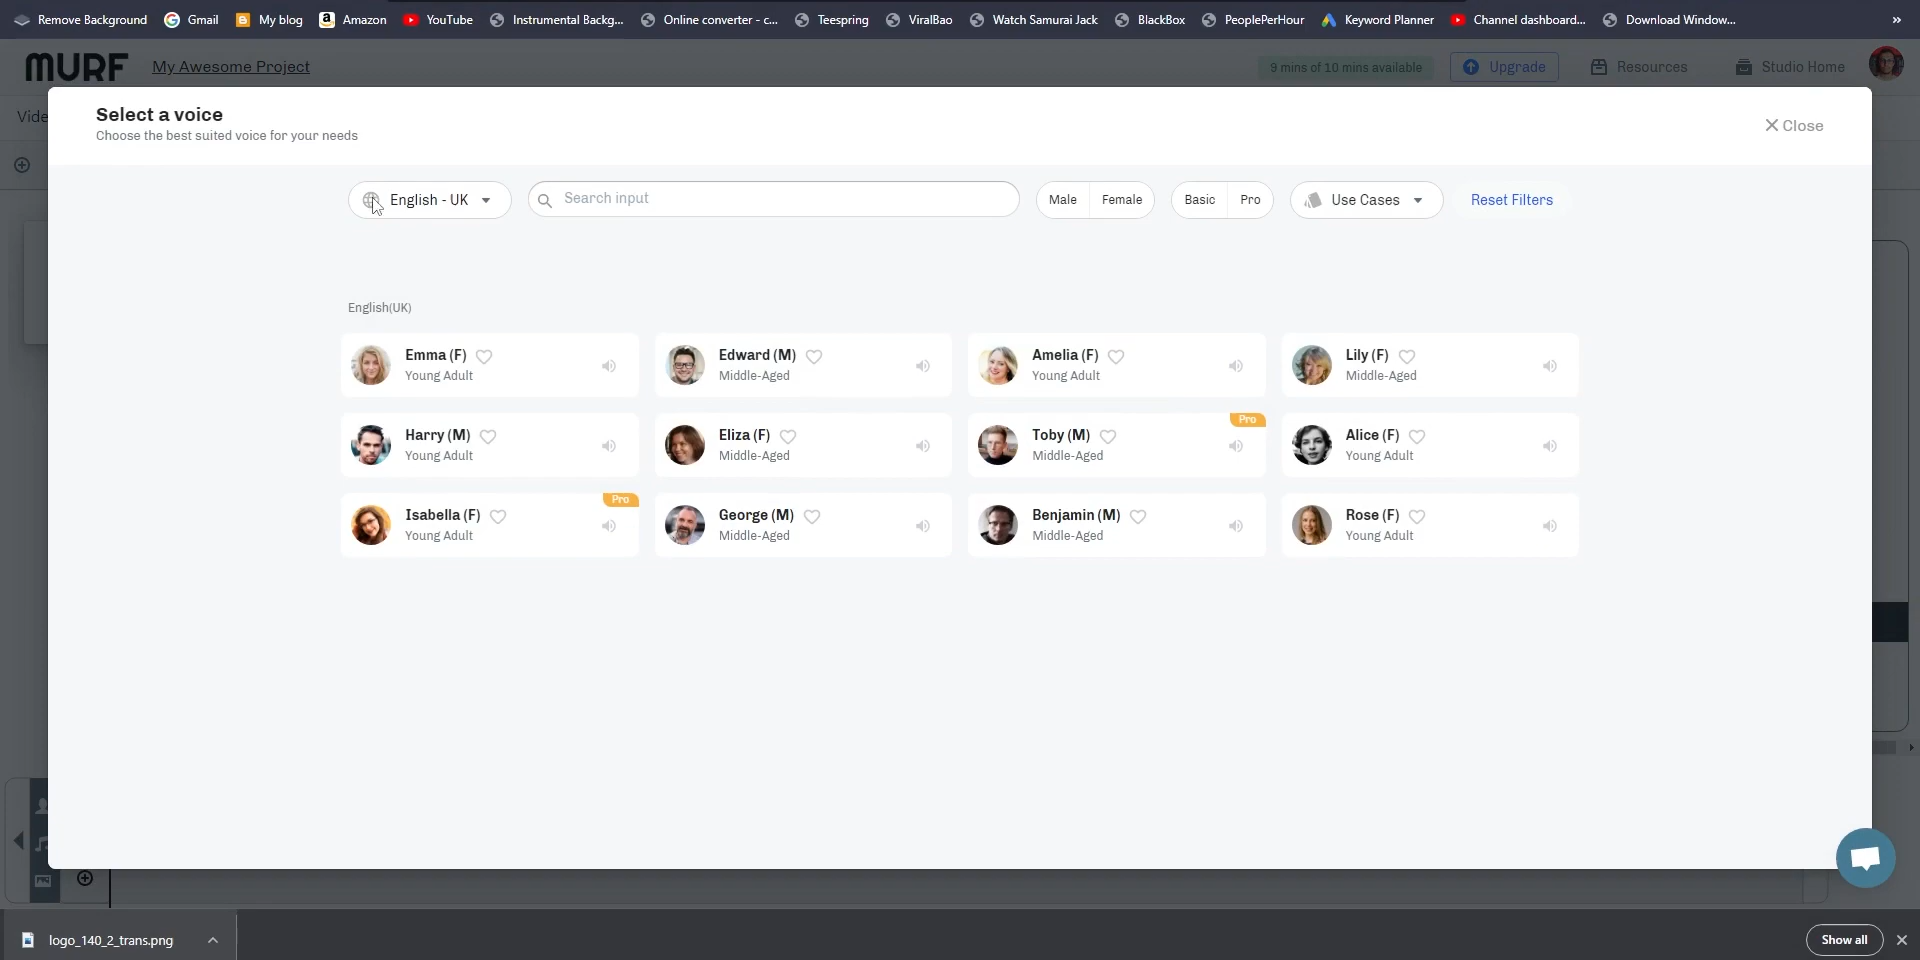 Remove Background Gmail My blog Amazon YouTube Instrumental Backg... Online converter - c... Teespring ViralBao Watch Samurai Jack BlackBox PeoplePerHour Keyword Planner Channel dashboard... Download Window... »
MURF My Awesome Project 9 mins of 10 mins available Upgrade Resources Studio Home
Vide
Select a voice
Choose the best suited voice for your needs
Close
English - UK Search input Male Female Basic Pro Use Cases Reset Filters
English(UK)
Emma (F) Edward (M) Amelia (F) Lily (F)
Young Adult Middle-Aged Young Adult Middle-Aged
Pro
Harry (M) Eliza (F) Toby (M) Alice (F)
Young Adult Middle-Aged Middle-Aged Young Adult
Pro
Isabella (F) George (M) Benjamin (M) Rose (F)
Young Adult Middle-Aged Middle-Aged Young Adult
logo_140_2_trans.png Show all